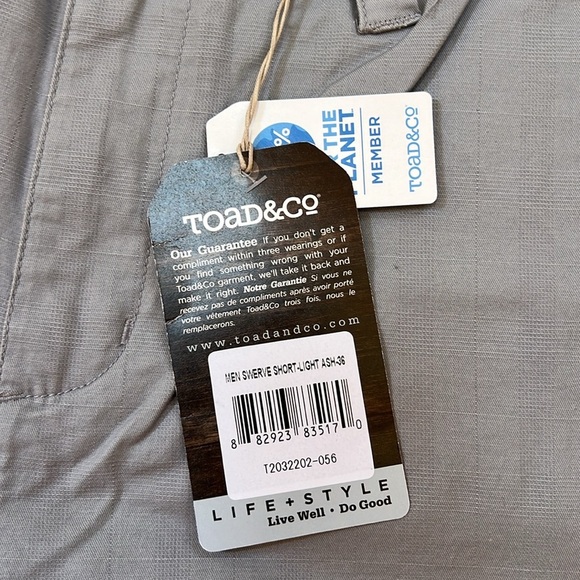 %
THE
PLANET
MEMBER
TOAD&CO
TOAD&CO®
Our Guarantee If you don't get a
compliment within three wearings or if
you find something wrong with your
Toad&Co garment, we'll take it back and
make it right. Notre Garantie Si vous ne
recevez pas de compliments après avoir porté
votre vêtement Toad&Co trois fois, nous le
remplacerons.
www.toadandco.com
MEN SWERVE SHORT-LIGHT ASH-36
8 82923 83517 0
T2032202-056
LIFE+STYLE
Live Well • Do Good